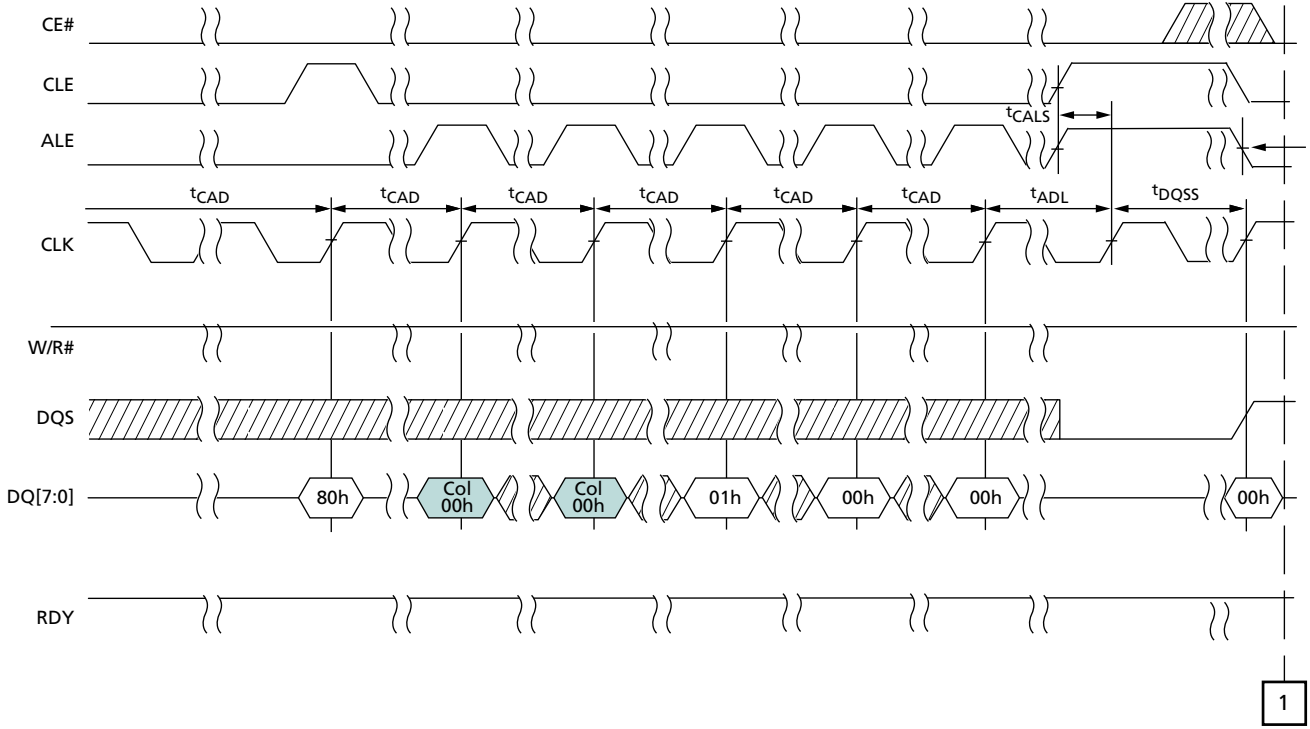 CE#
CLE
tCALS
ALE
tCAD tCAD tCAD tCAD tCAD tCAD tADL tDQSS
CLK
W/R#
DQS
DQ[7:0] 80h Col 00h Col 00h 01h 00h 00h 00h
RDY
1